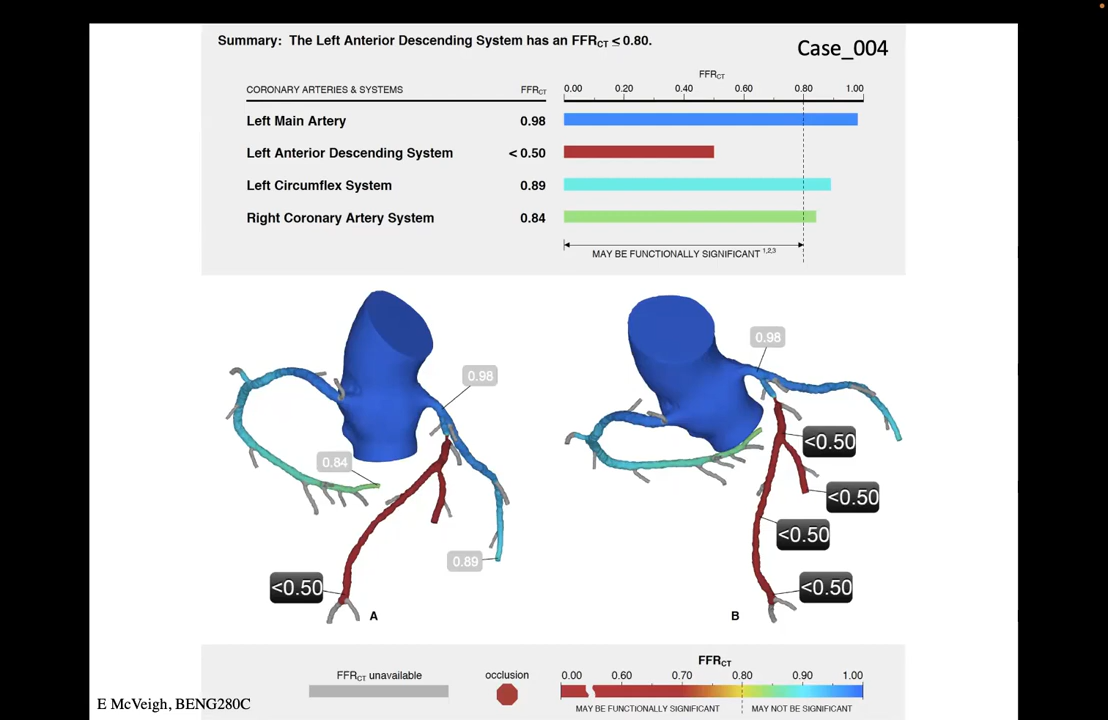 Summary: The Left Anterior Descending System has an FFRCT ≤ 0.80.
Case_004
FFRCT
CORONARY ARTERIES & SYSTEMS FFRCT 0.00 0.20 0.40 0.60 0.80 1.00
Left Main Artery 0.98
Left Anterior Descending System < 0.50
Left Circumflex System 0.89
Right Coronary Artery System 0.84
MAY BE FUNCTIONALLY SIGNIFICANT 1,2,3
0.98
0.84
0.89
<0.50
A
0.98
<0.50
<0.50
<0.50
<0.50
B
FFRCT
FFRCT unavailable occlusion 0.00 0.60 0.70 0.80 0.90 1.00
MAY BE FUNCTIONALLY SIGNIFICANT MAY NOT BE SIGNIFICANT
E McVeigh, BENG280C